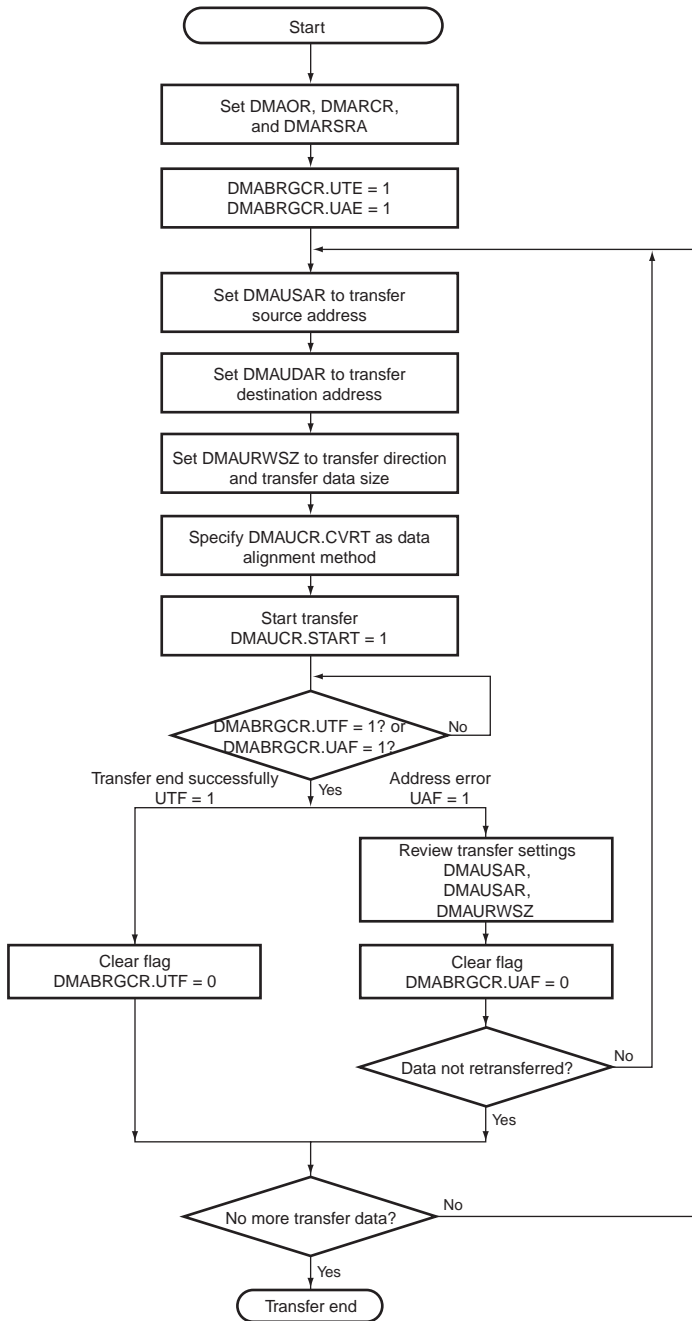 Start
Set DMAOR, DMARCR,
and DMARSRA
DMABRGCR.UTE = 1
DMABRGCR.UAE = 1
Set DMAUSAR to transfer
source address
Set DMAUDAR to transfer
destination address
Set DMAURWSZ to transfer direction
and transfer data size
Specify DMAUCR.CVRT as data
alignment method
Start transfer
DMAUCR.START = 1
DMABRGCR.UTF = 1? or
DMABRGCR.UAF = 1?
No
Yes
Transfer end successfully
UTF = 1
Address error
UAF = 1
Review transfer settings
DMAUSAR,
DMAUSAR,
DMAURWSZ
Clear flag
DMABRGCR.UTF = 0
Clear flag
DMABRGCR.UAF = 0
Data not retransferred?
No
Yes
No more transfer data?
No
Yes
Transfer end